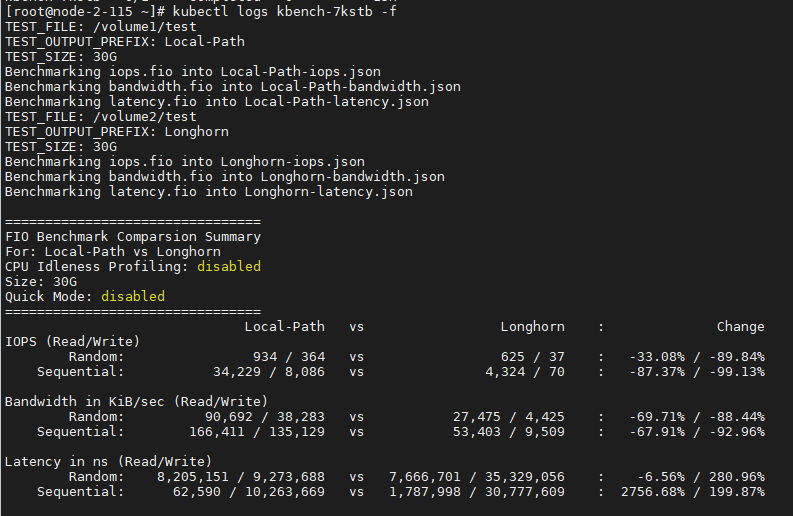 [root@node-2-115 ~]# kubectl logs kbench-7kstb -f
TEST_FILE: /volume1/test
TEST_OUTPUT_PREFIX: Local-Path
TEST_SIZE: 30G
Benchmarking iops.fio into Local-Path-iops.json
Benchmarking bandwidth.fio into Local-Path-bandwidth.json
Benchmarking latency.fio into Local-Path-latency.json
TEST_FILE: /volume2/test
TEST_OUTPUT_PREFIX: Longhorn
TEST_SIZE: 30G
Benchmarking iops.fio into Longhorn-iops.json
Benchmarking bandwidth.fio into Longhorn-bandwidth.json
Benchmarking latency.fio into Longhorn-latency.json
================================
FIO Benchmark Comparsion Summary
For: Local-Path vs Longhorn
CPU Idleness Profiling: disabled
Size: 30G
Quick Mode: disabled
================================
                              Local-Path   vs                 Longhorn    :              Change
IOPS (Read/Write)
        Random:                934 / 364   vs                 625 / 37    :   -33.08% / -89.84%
    Sequential:           34,229 / 8,086   vs               4,324 / 70    :   -87.37% / -99.13%
Bandwidth in KiB/sec (Read/Write)
        Random:          90,692 / 38,283   vs           27,475 / 4,425    :   -69.71% / -88.44%
    Sequential:        166,411 / 135,129   vs           53,403 / 9,509    :   -67.91% / -92.96%
Latency in ns (Read/Write)
        Random:    8,205,151 / 9,273,688   vs   7,666,701 / 35,329,056    :    -6.56% / 280.96%
    Sequential:      62,590 / 10,263,669   vs   1,787,998 / 30,777,609    :  2756.68% / 199.87%